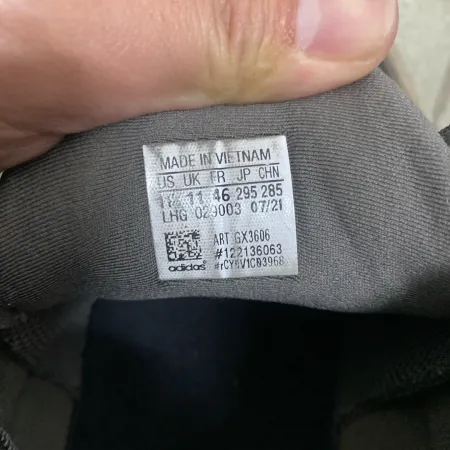 MADE IN VIETNAM
US UK FR JP CHN
11 46 295 285
LHG 029003 07/21
ART GX3606
#122136063
adidas